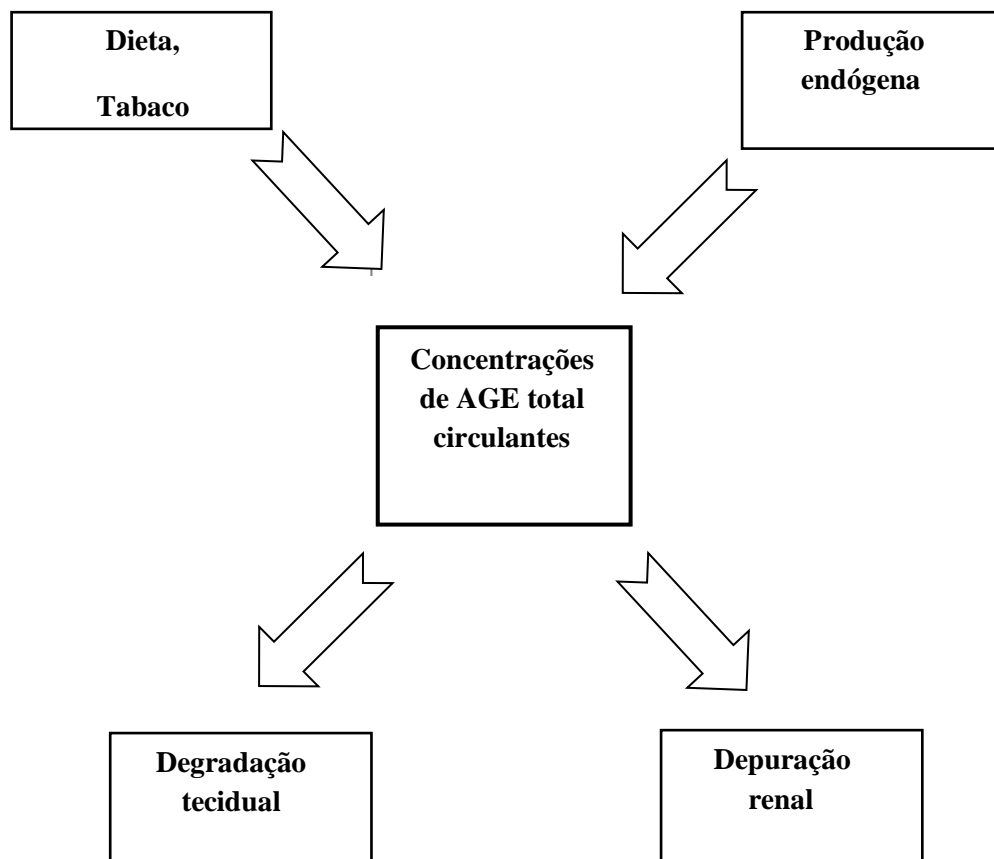 Dieta,
Tabaco
Produção
endógena
Concentrações
de AGE total
circulantes
Degradação
tecidual
Depuração
renal